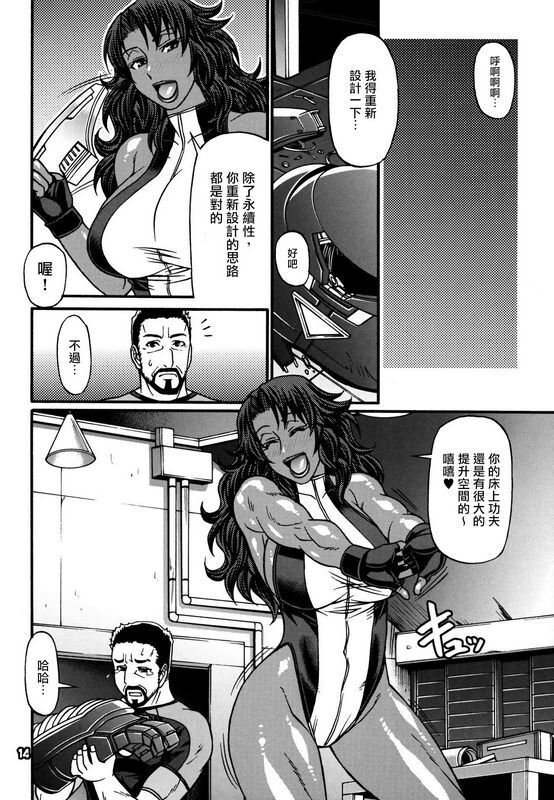 呼啊啊啊…
我得重新
設計一下…
好吧
除了永續性，
你重新設計的思路
都是對的
喔！
不過…
你的床上功夫
還是有很大的
提升空間的～
嘻嘻♥
キュッ
哈哈…
14